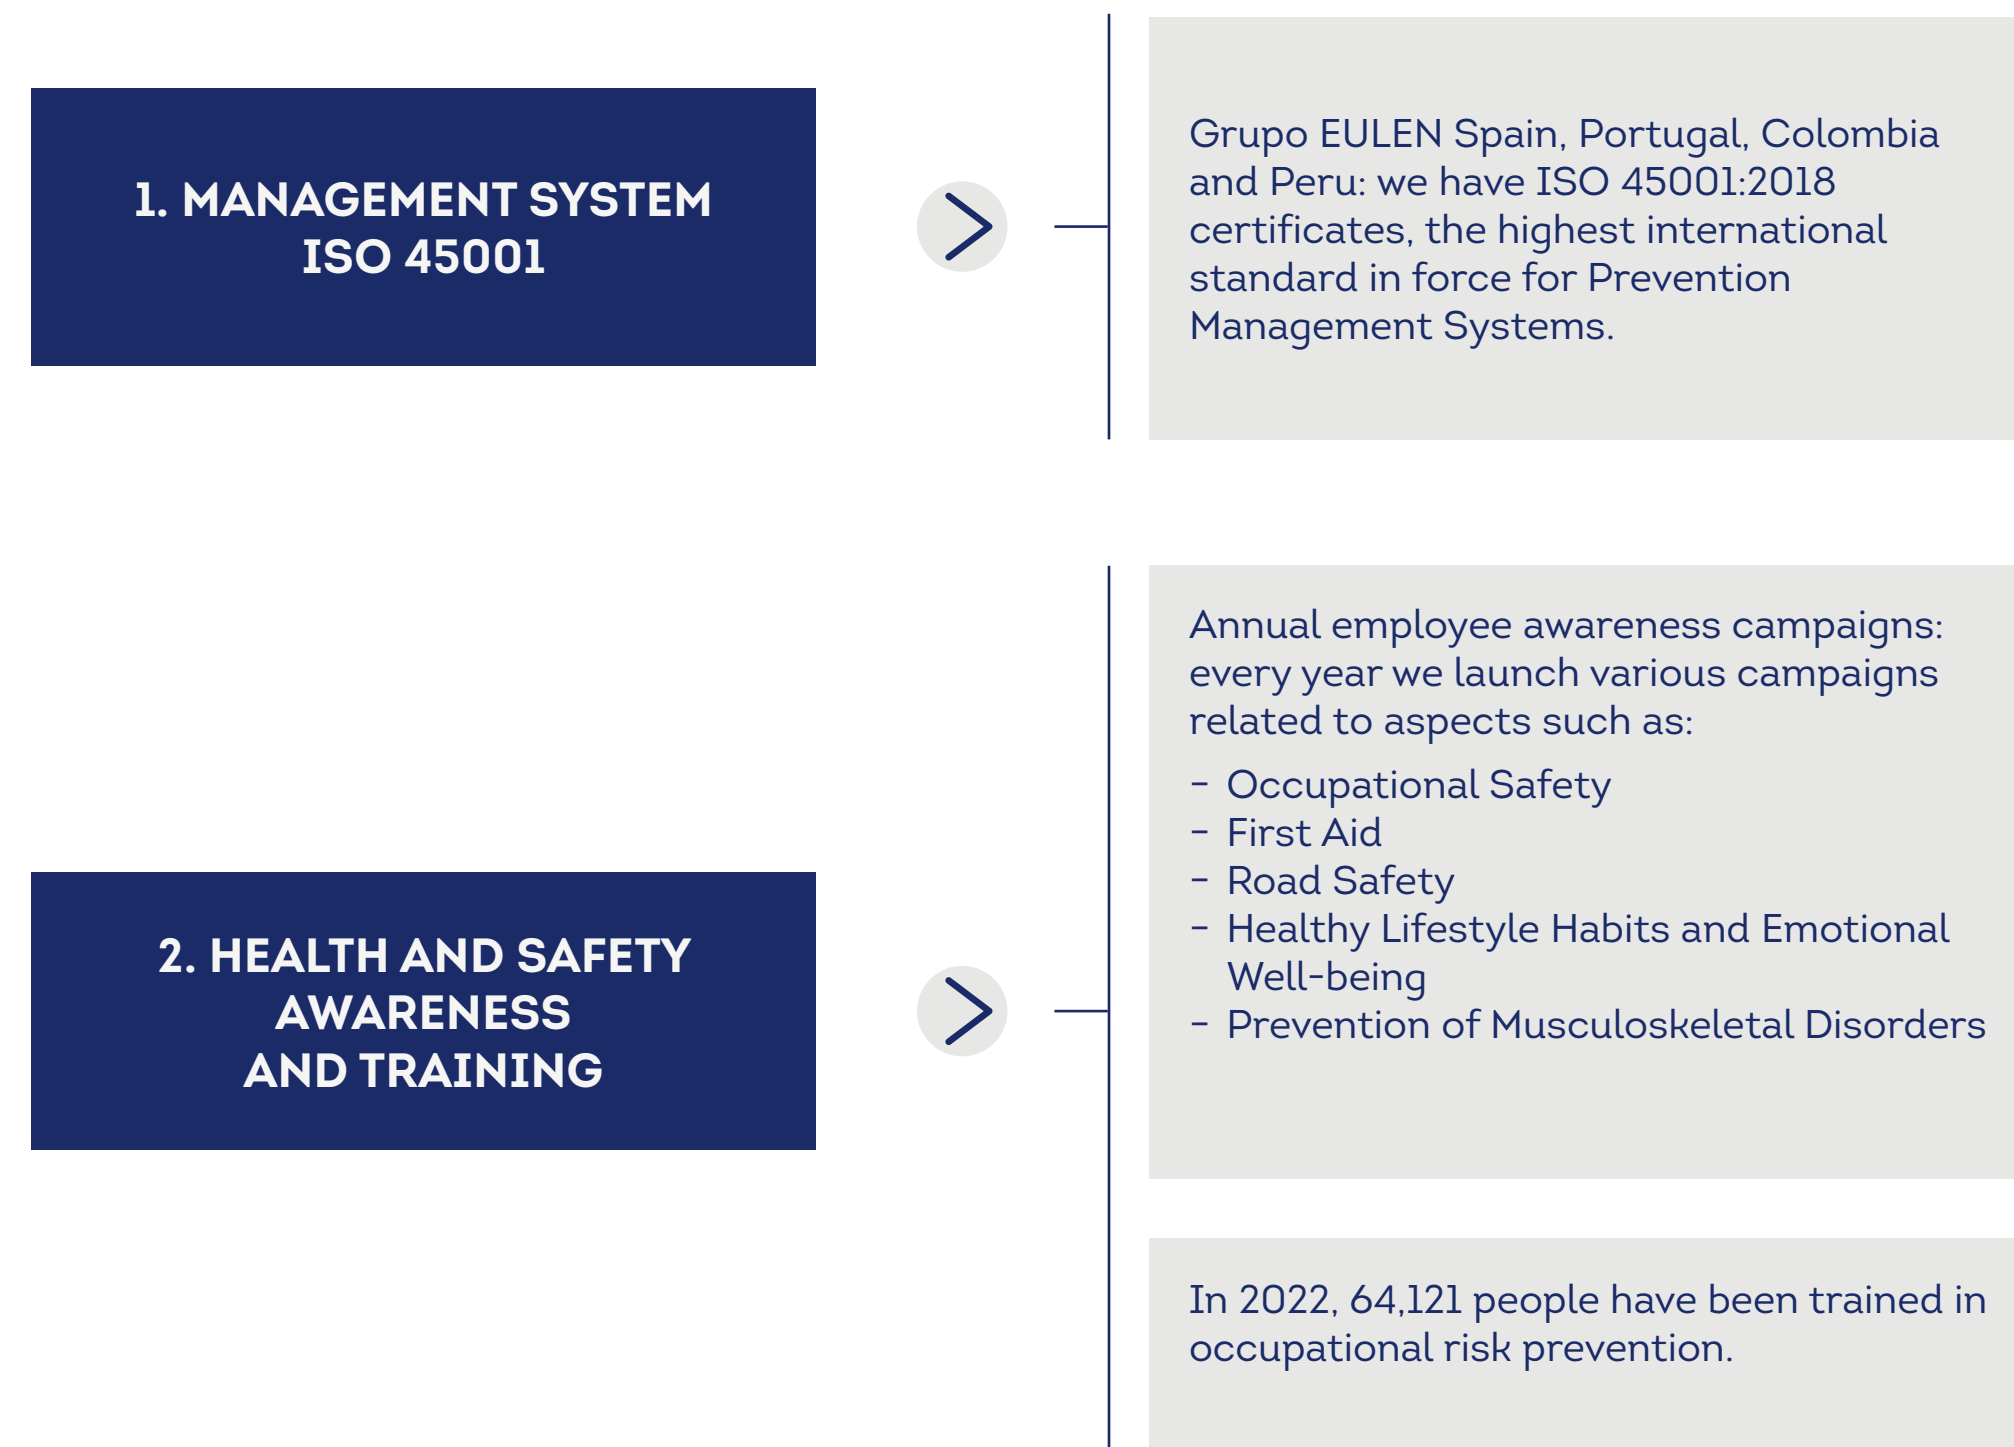 1. MANAGEMENT SYSTEM
ISO 45001
Grupo EULEN Spain, Portugal, Colombia
and Peru: we have ISO 45001:2018
certificates, the highest international
standard in force for Prevention
Management Systems.
2. HEALTH AND SAFETY
AWARENESS
AND TRAINING
Annual employee awareness campaigns:
every year we launch various campaigns
related to aspects such as:
- Occupational Safety
- First Aid
- Road Safety
- Healthy Lifestyle Habits and Emotional
Well-being
- Prevention of Musculoskeletal Disorders
In 2022, 64,121 people have been trained in
occupational risk prevention.